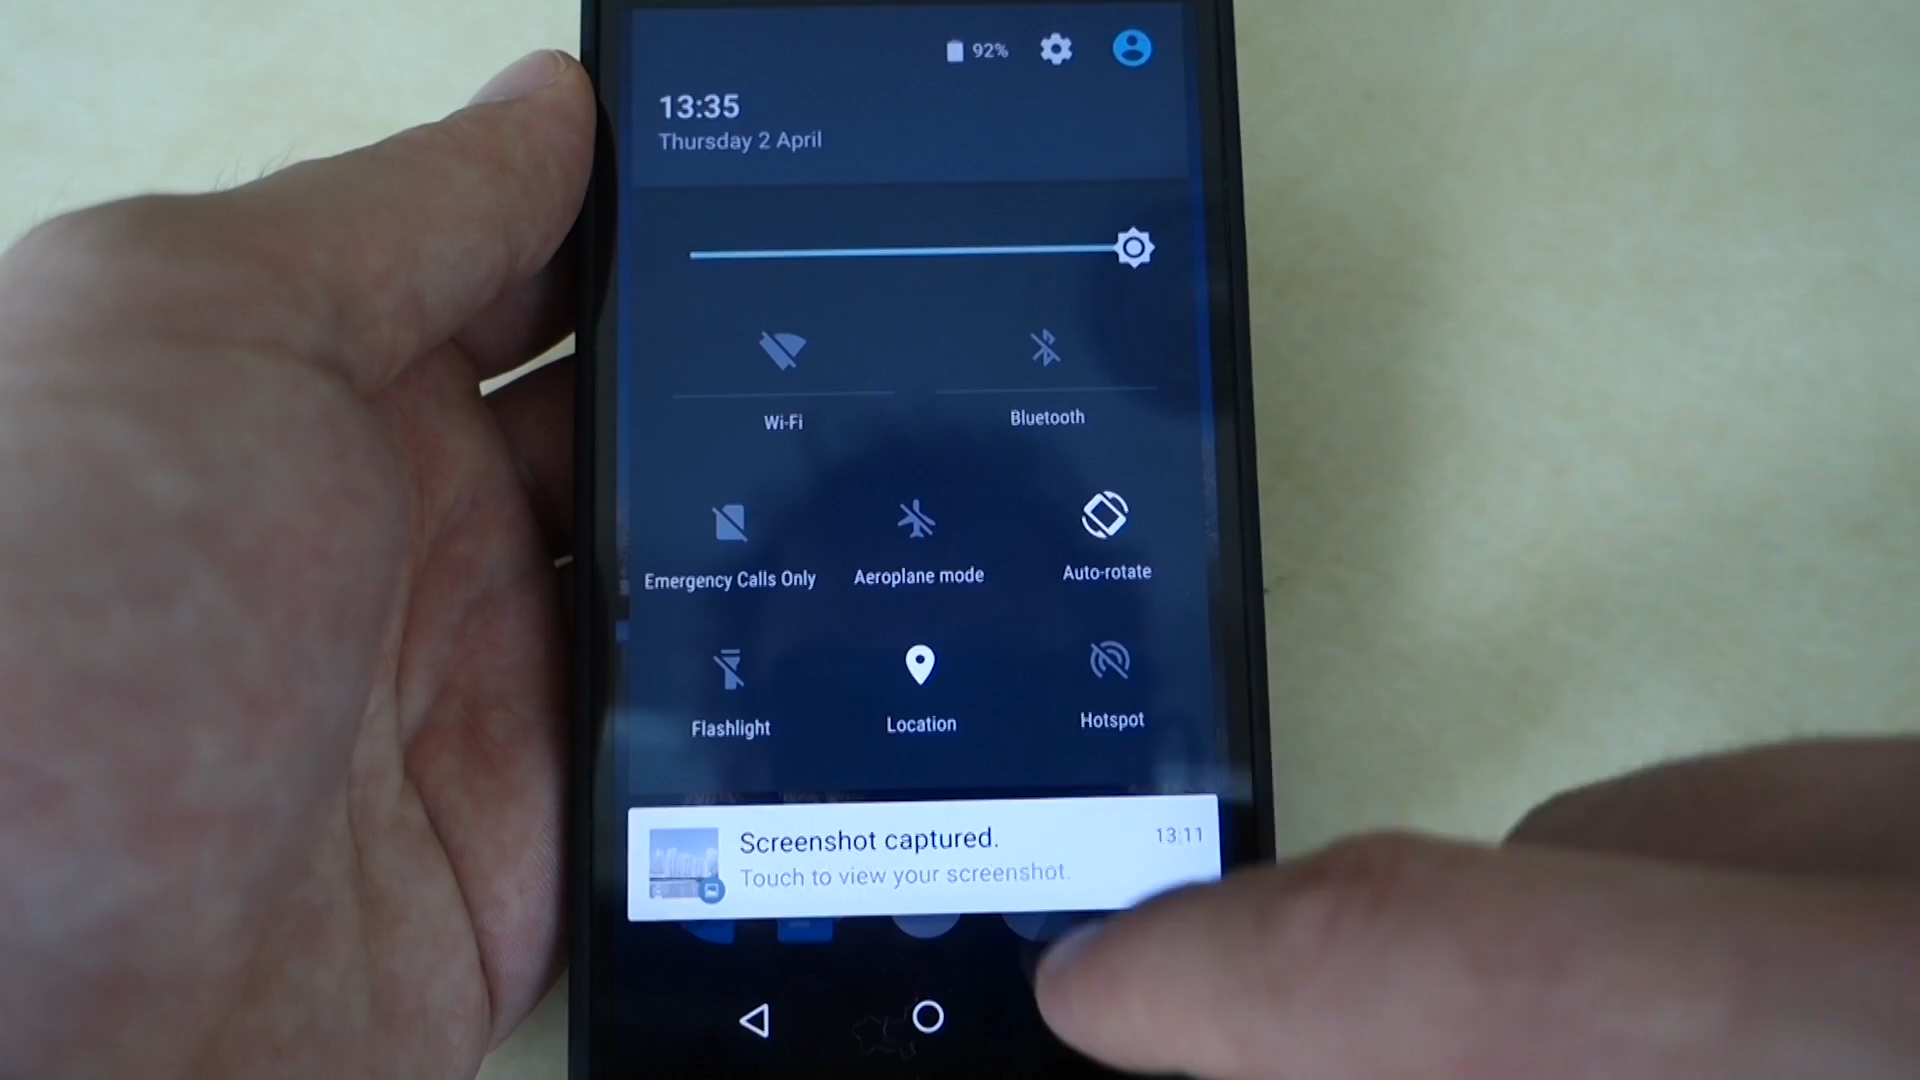 92%
13:35
Thursday 2 April
Wi-Fi
Bluetooth
Emergency Calls Only
Aeroplane mode
Auto-rotate
Flashlight
Location
Hotspot
Screenshot captured.
13:11
Touch to view your screenshot.